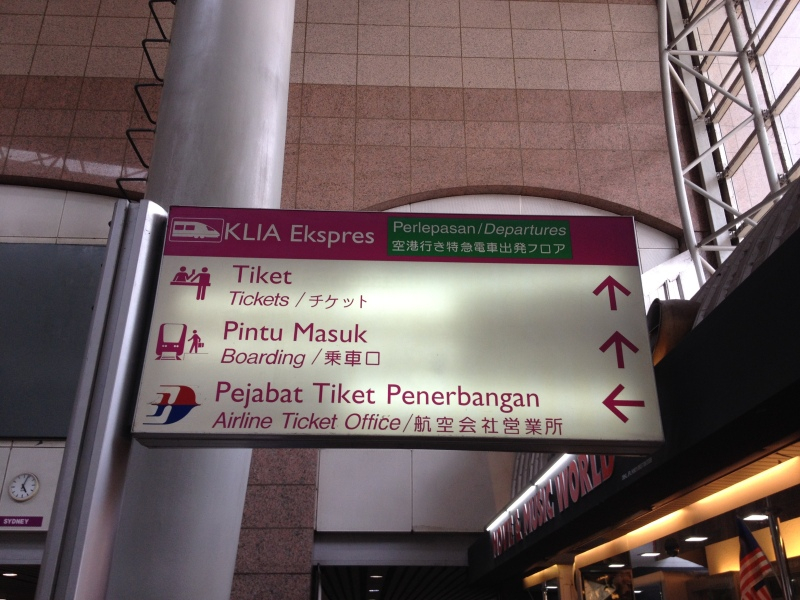 KLIA Ekspres
Perlepasan/Departures
空港行き特急電車出発フロア
Tiket
Tickets / チケット
Pintu Masuk
Boarding / 乗車口
Pejabat Tiket Penerbangan
Airline Ticket Office/航空会社営業所
SYDNEY
MUSIC WORLD